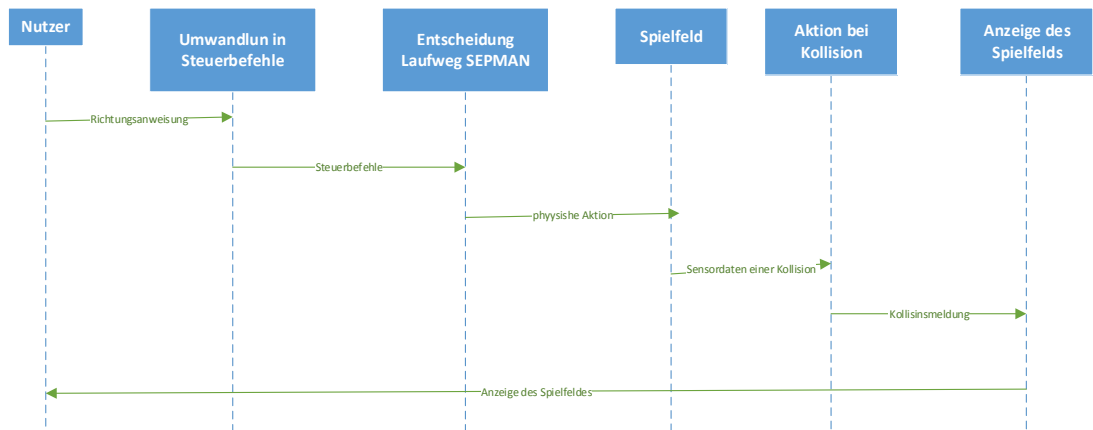 Nutzer
Umwandlun in
Steuerbefehle
Entscheidung
Laufweg SEPMAN
Spielfeld
Aktion bei
Kollision
Anzeige des
Spielfelds
Richtungsanweisung
Steuerbefehle
phyysishe Aktion
Sensordaten einer Kollision
Kollisinsmeldung
Anzeige des Spielfeldes